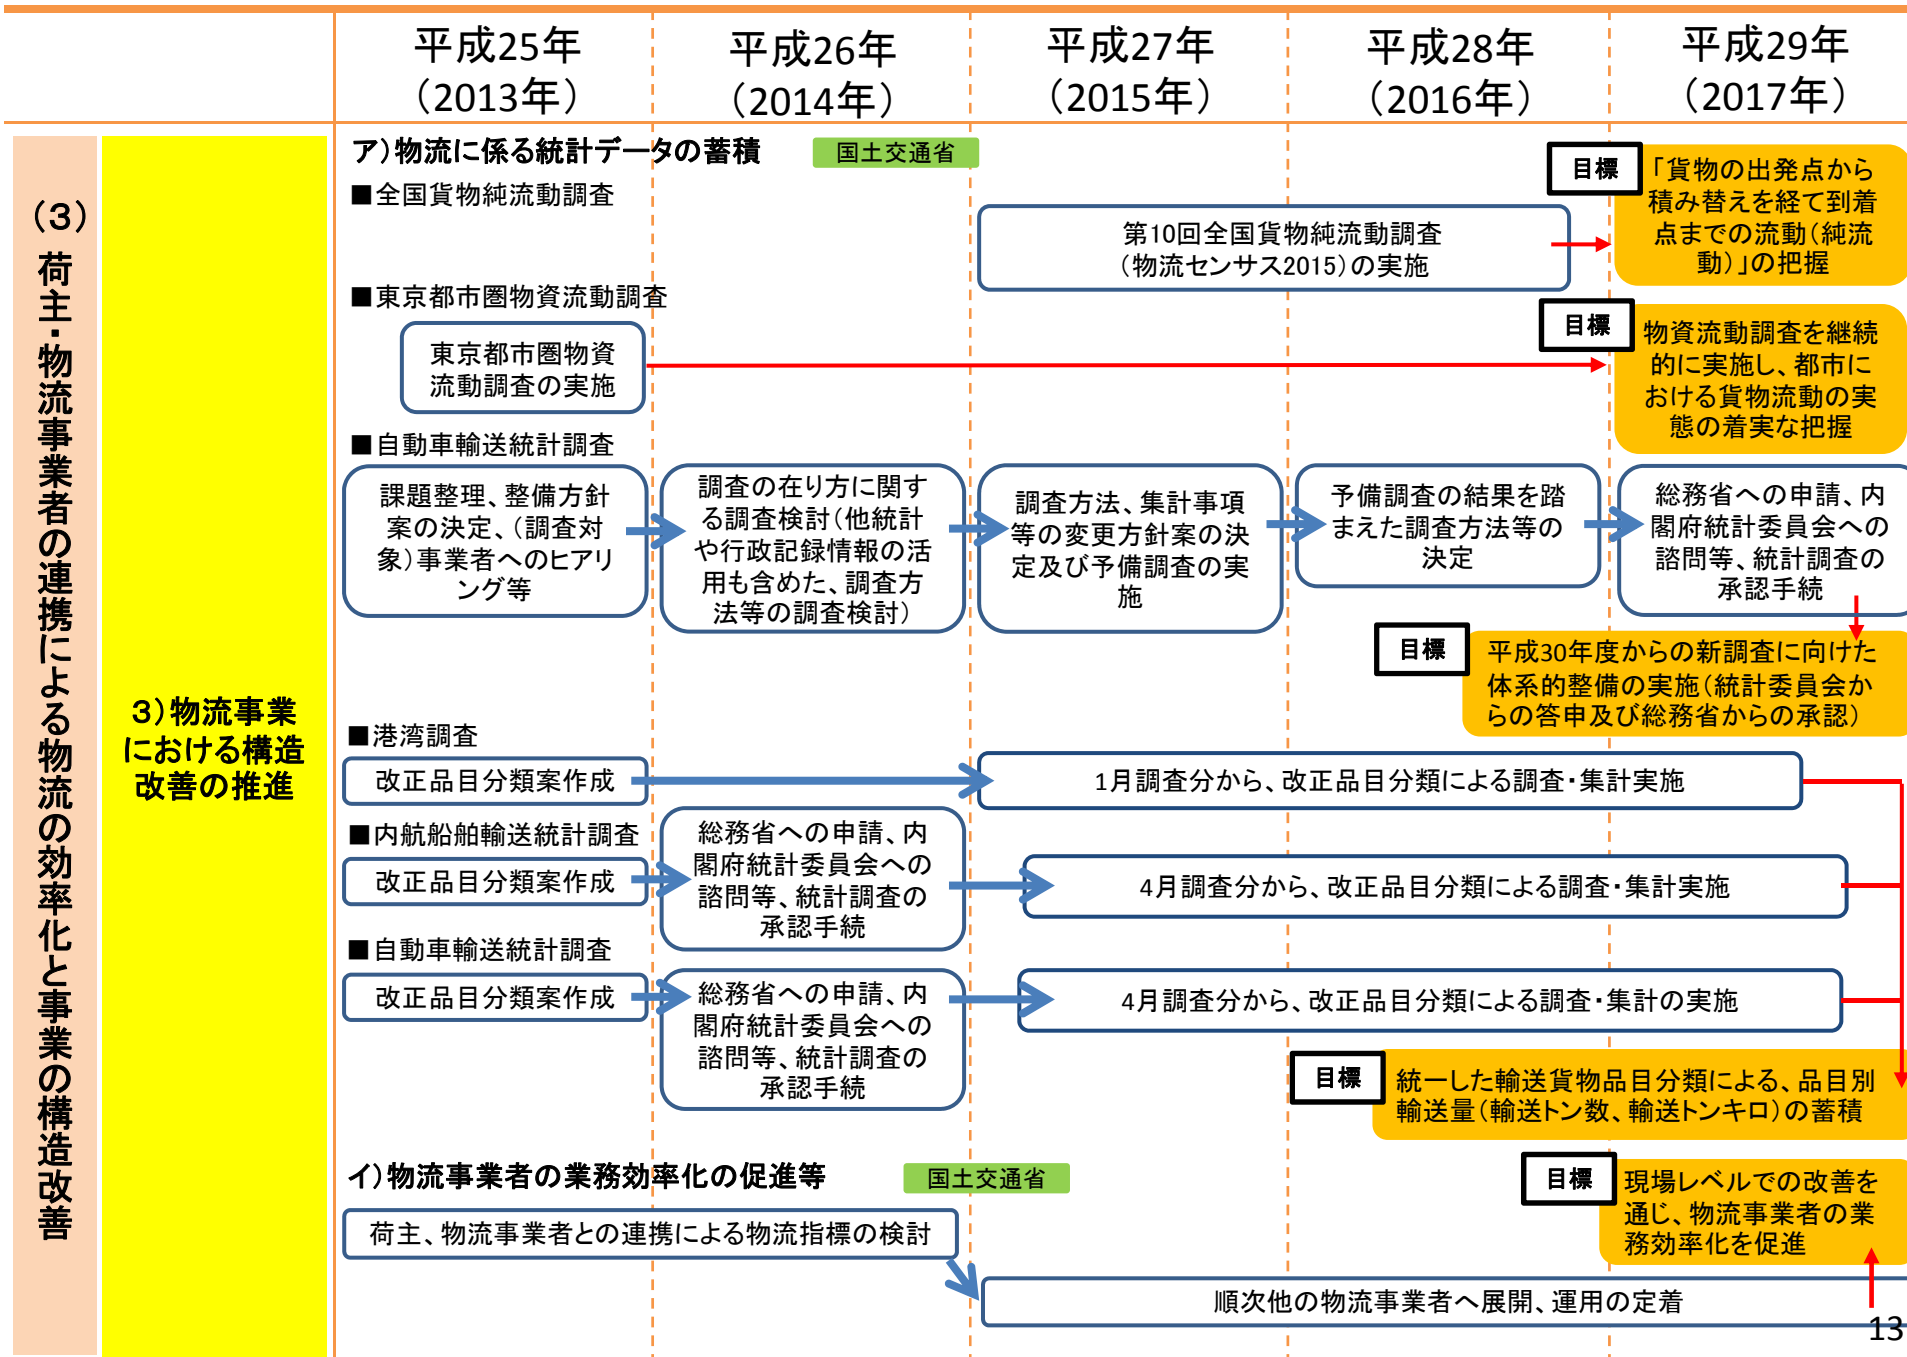 平成25年
（2013年）
平成26年
（2014年）
平成27年
（2015年）
平成28年
（2016年）
平成29年
（2017年）
（3）荷主・物流事業者の連携による物流の効率化と事業の構造改善
3）物流事業
における構造
改善の推進
ア）物流に係る統計データの蓄積
国土交通省
■全国貨物純流動調査
第10回全国貨物純流動調査
（物流センサス2015）の実施
目標
「貨物の出発点から
積み替えを経て到着
点までの流動（純流
動）」の把握
■東京都市圏物資流動調査
東京都市圏物資
流動調査の実施
目標
物資流動調査を継続
的に実施し、都市に
おける貨物流動の実
態の着実な把握
■自動車輸送統計調査
課題整理、整備方針
案の決定、（調査対
象）事業者へのヒアリ
ング等
調査の在り方に関す
る調査検討（他統計
や行政記録情報の活
用も含めた、調査方
法等の調査検討）
調査方法、集計事項
等の変更方針案の決
定及び予備調査の実
施
予備調査の結果を踏
まえた調査方法等の
決定
総務省への申請、内
閣府統計委員会への
諮問等、統計調査の
承認手続
目標
平成30年度からの新調査に向けた
体系的整備の実施（統計委員会か
らの答申及び総務省からの承認）
■港湾調査
改正品目分類案作成
1月調査分から、改正品目分類による調査・集計実施
■内航船舶輸送統計調査
改正品目分類案作成
総務省への申請、内
閣府統計委員会への
諮問等、統計調査の
承認手続
4月調査分から、改正品目分類による調査・集計実施
■自動車輸送統計調査
改正品目分類案作成
総務省への申請、内
閣府統計委員会への
諮問等、統計調査の
承認手続
4月調査分から、改正品目分類による調査・集計の実施
目標
統一した輸送貨物品目分類による、品目別
輸送量（輸送トン数、輸送トンキロ）の蓄積
イ）物流事業者の業務効率化の促進等
国土交通省
荷主、物流事業者との連携による物流指標の検討
目標
現場レベルでの改善を
通じ、物流事業者の業
務効率化を促進
順次他の物流事業者へ展開、運用の定着
13